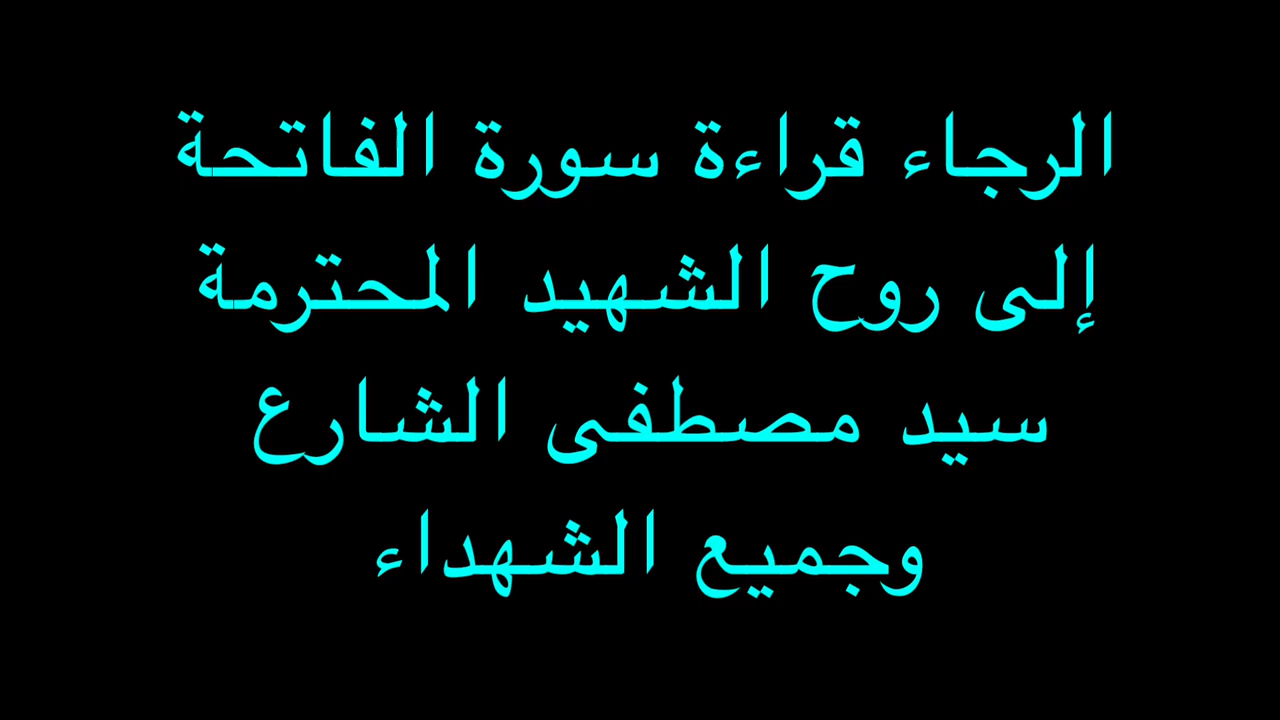 الرجاء قراءة سورة الفاتحة
إلى روح الشهيد المحترمة
سيد مصطفى الشارع
وجميع الشهداء